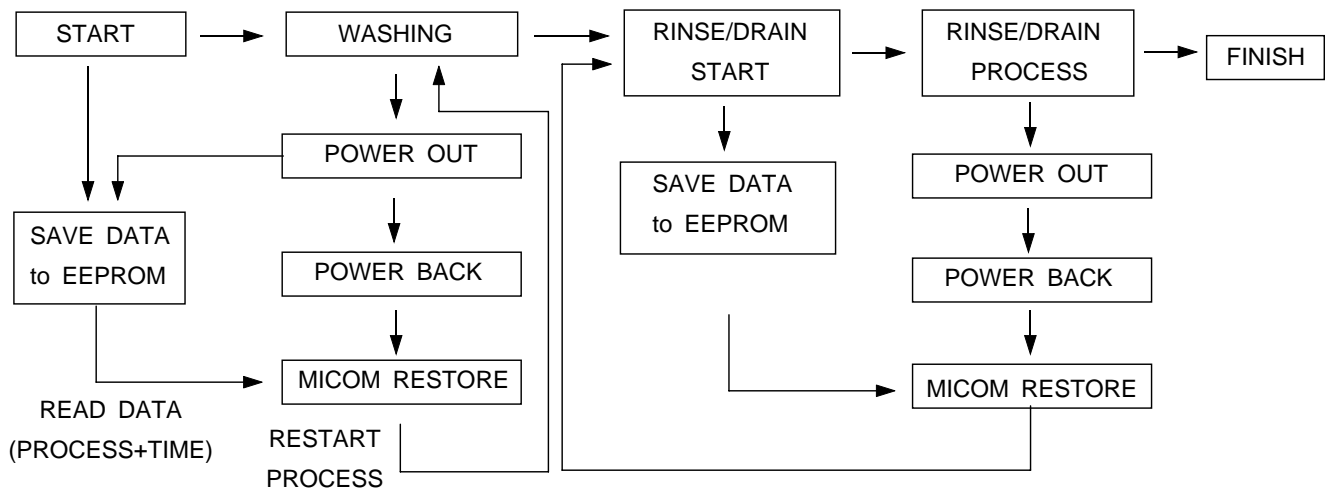 START
WASHING
RINSE/DRAIN
START
RINSE/DRAIN
PROCESS
FINISH
POWER OUT
SAVE DATA
to EEPROM
POWER OUT
SAVE DATA
to EEPROM
POWER BACK
POWER BACK
MICOM RESTORE
MICOM RESTORE
READ DATA
(PROCESS+TIME)
RESTART
PROCESS